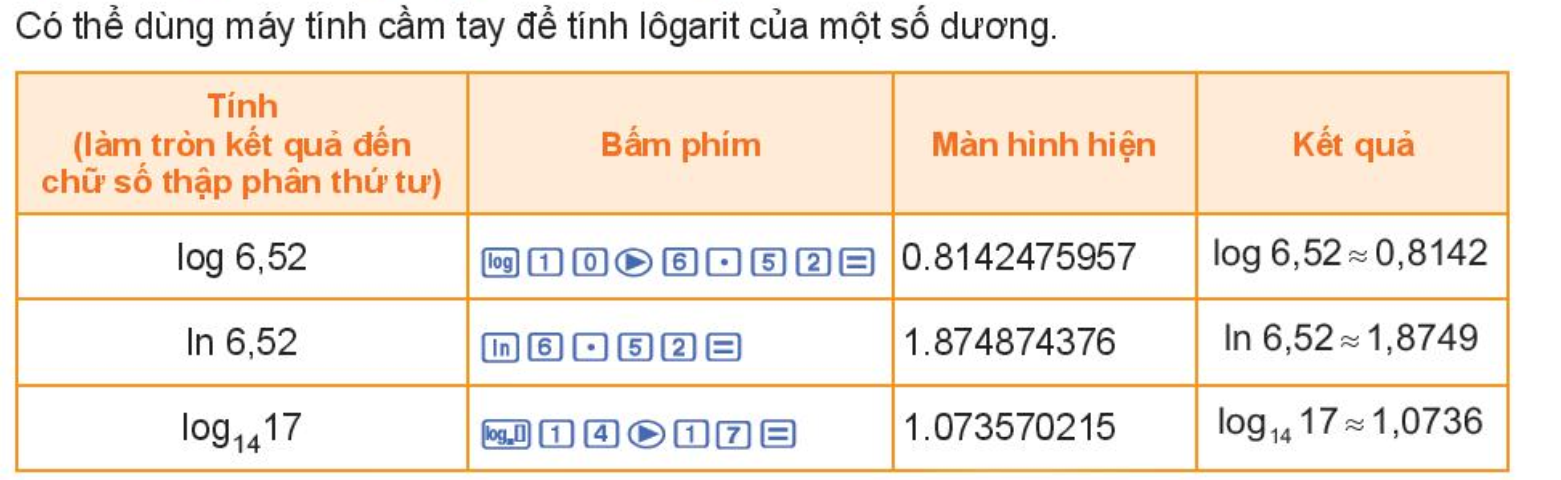 Có thể dùng máy tính cầm tay để tính lôgarit của một số dương.
Tính
(làm tròn kết quả đến
chữ số thập phân thứ tư)
Bấm phím
Màn hình hiện
Kết quả
log 6,52
log 1 0 ▶ 6 • 5 2 =
0.8142475957
log 6,52 ≈ 0,8142
ln 6,52
ln 6 • 5 2 =
1.874874376
ln 6,52 ≈ 1,8749
log₁₄17
log▪▯ 1 4 ▶ 1 7 =
1.073570215
log₁₄ 17 ≈ 1,0736